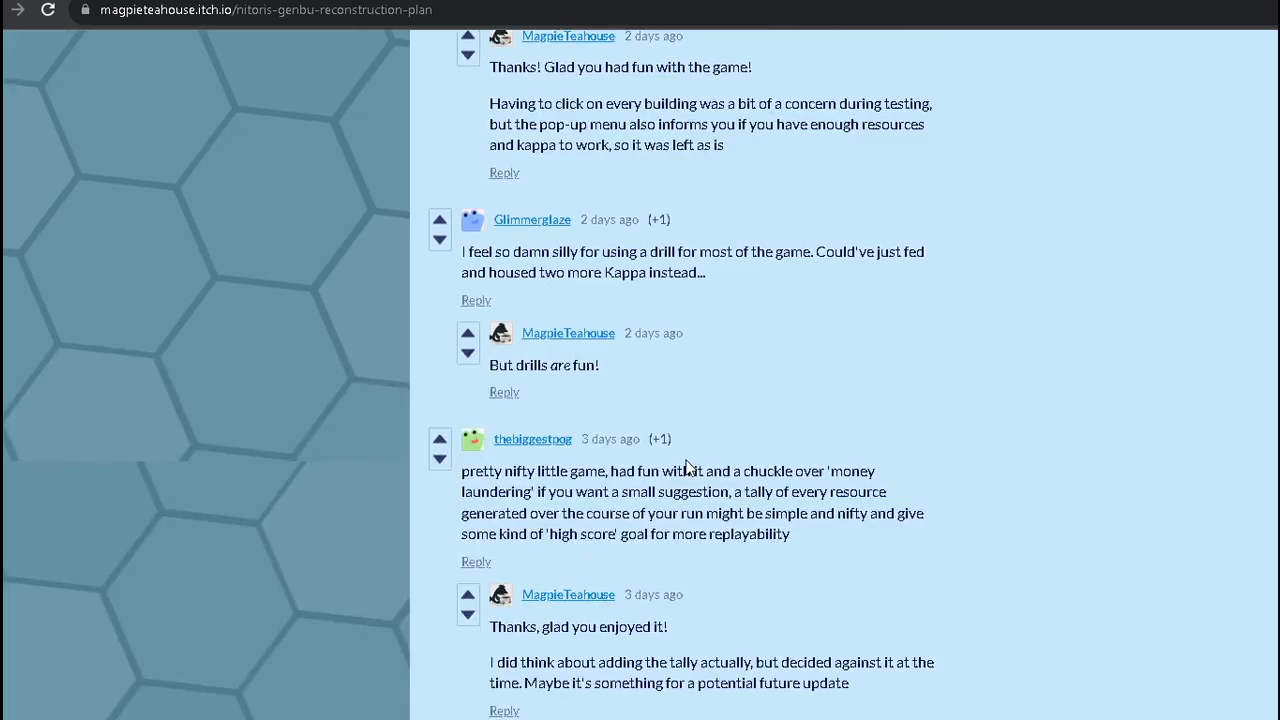 magpieteahouse.itch.io/nitoris-genbu-reconstruction-plan
MagpieTeahouse 2 days ago
Thanks! Glad you had fun with the game!
Having to click on every building was a bit of a concern during testing,
but the pop-up menu also informs you if you have enough resources
and kappa to work, so it was left as is
Reply
Glimmerglaze 2 days ago (+1)
I feel so damn silly for using a drill for most of the game. Could've just fed
and housed two more Kappa instead...
Reply
MagpieTeahouse 2 days ago
But drills are fun!
Reply
thebiggestpog 3 days ago (+1)
pretty nifty little game, had fun with it and a chuckle over 'money
laundering' if you want a small suggestion, a tally of every resource
generated over the course of your run might be simple and nifty and give
some kind of 'high score' goal for more replayability
Reply
MagpieTeahouse 3 days ago
Thanks, glad you enjoyed it!
I did think about adding the tally actually, but decided against it at the
time. Maybe it's something for a potential future update
Reply